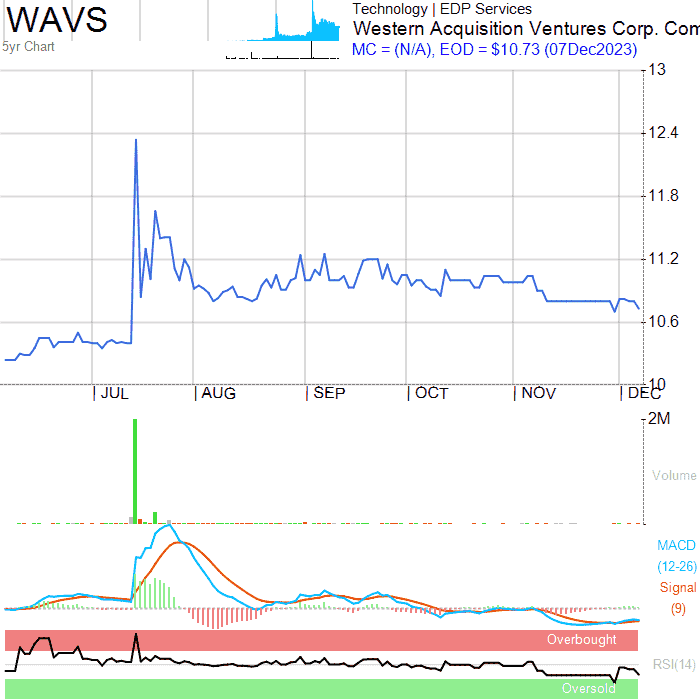 WAVS
Technology | EDP Services
Western Acquisition Ventures Corp. Com
5yr Chart
MC = (N/A), EOD = $10.73 (07Dec2023)
13
12.4
11.8
11.2
10.6
10
JUL AUG SEP OCT NOV DEC
2M
Volume
MACD
(12-26)
Signal
(9)
Overbought
RSI(14)
Oversold